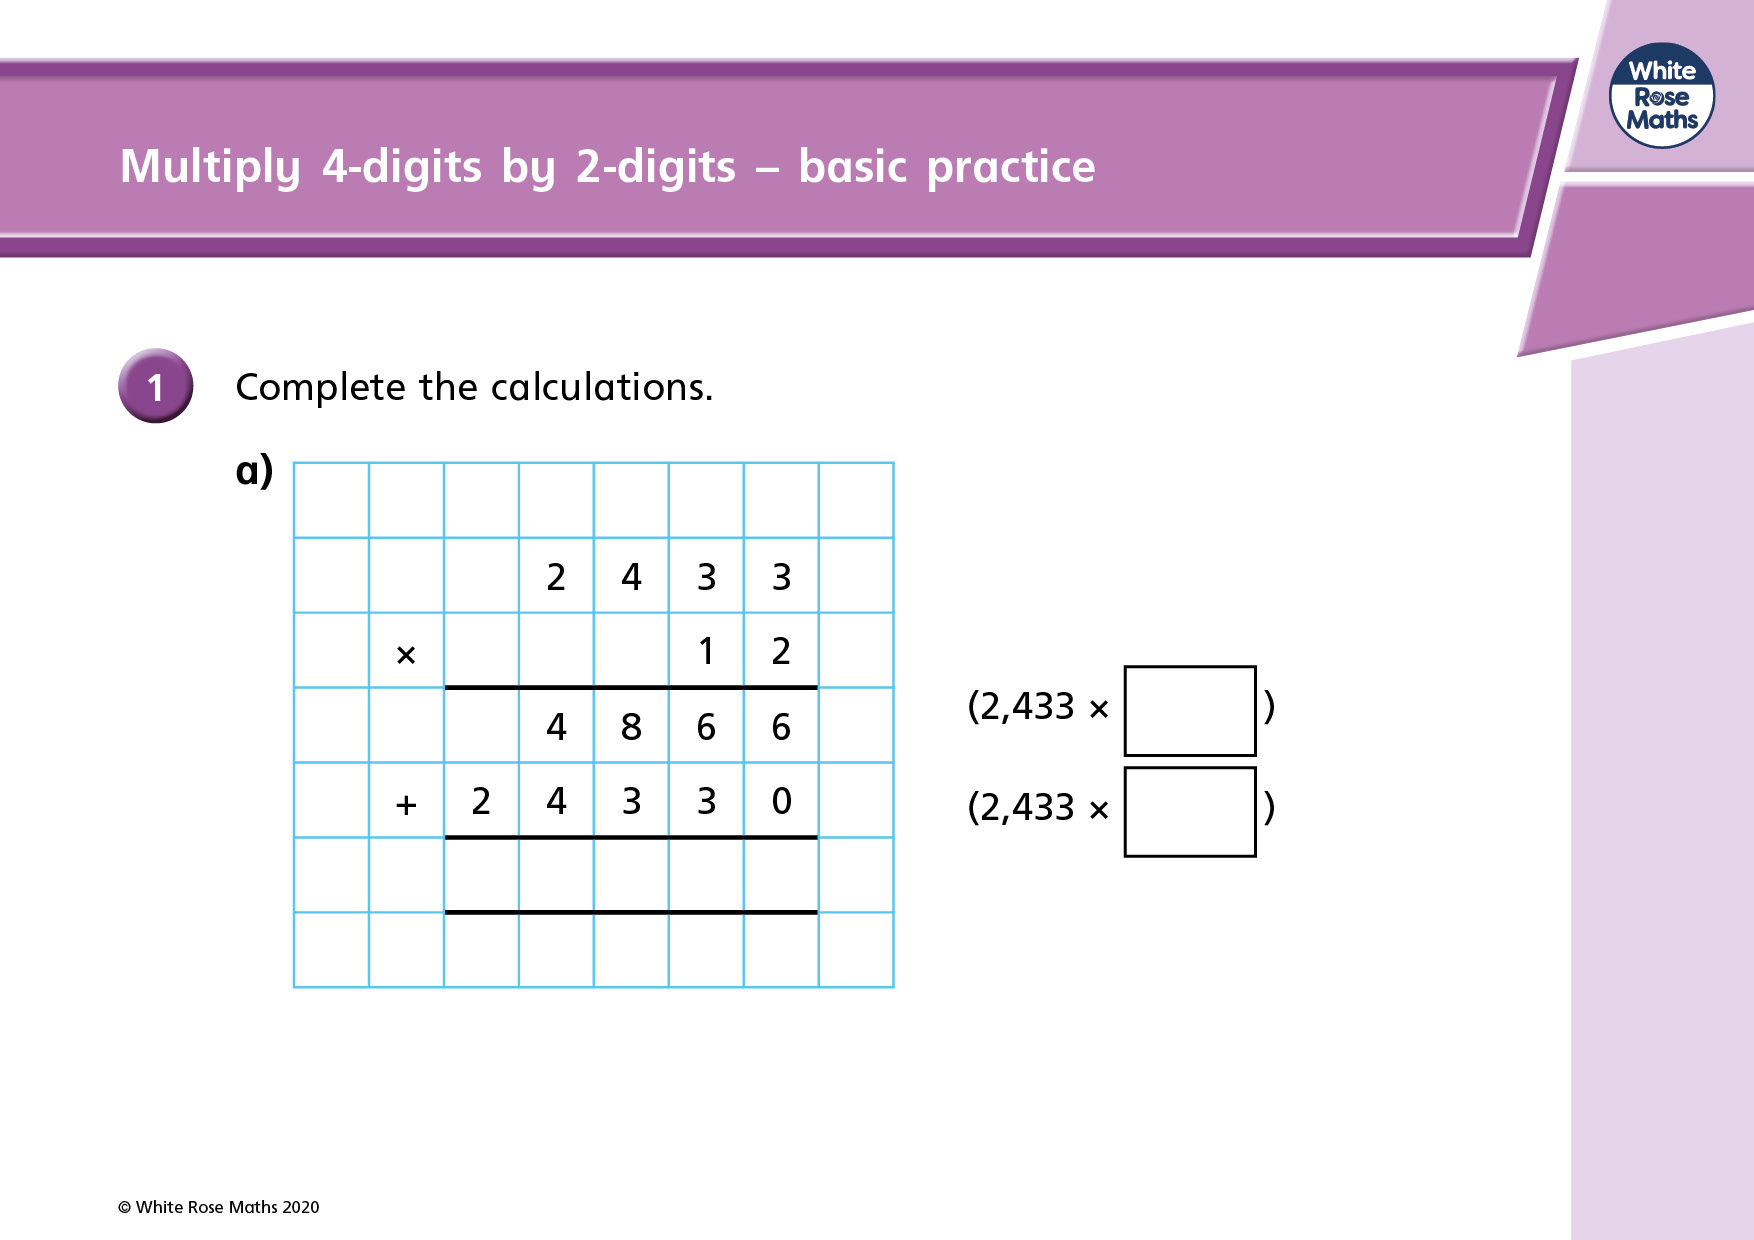 White
Rose
Maths
Multiply 4-digits by 2-digits – basic practice
1 Complete the calculations.
a)
2 4 3 3
× 1 2
4 8 6 6 (2,433 × )
+ 2 4 3 3 0 (2,433 × )
© White Rose Maths 2020